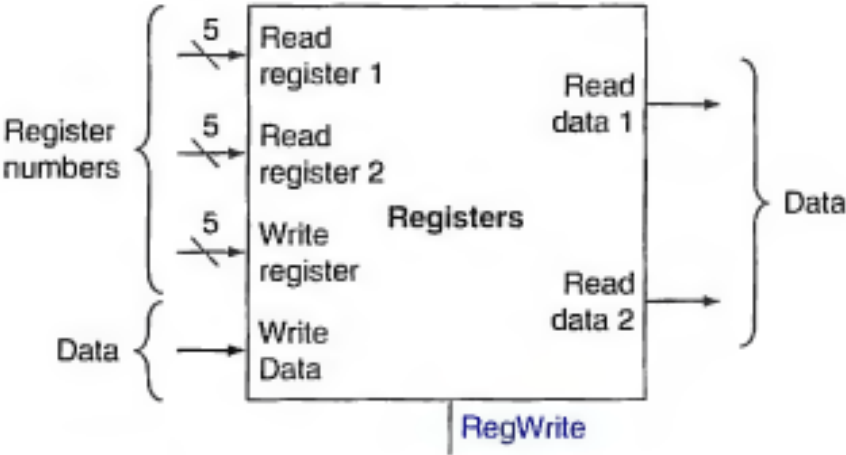 5
Read
register 1
Read
data 1
Register
numbers
5
Read
register 2
Registers
Data
5
Write
register
Read
data 2
Data
Write
Data
RegWrite